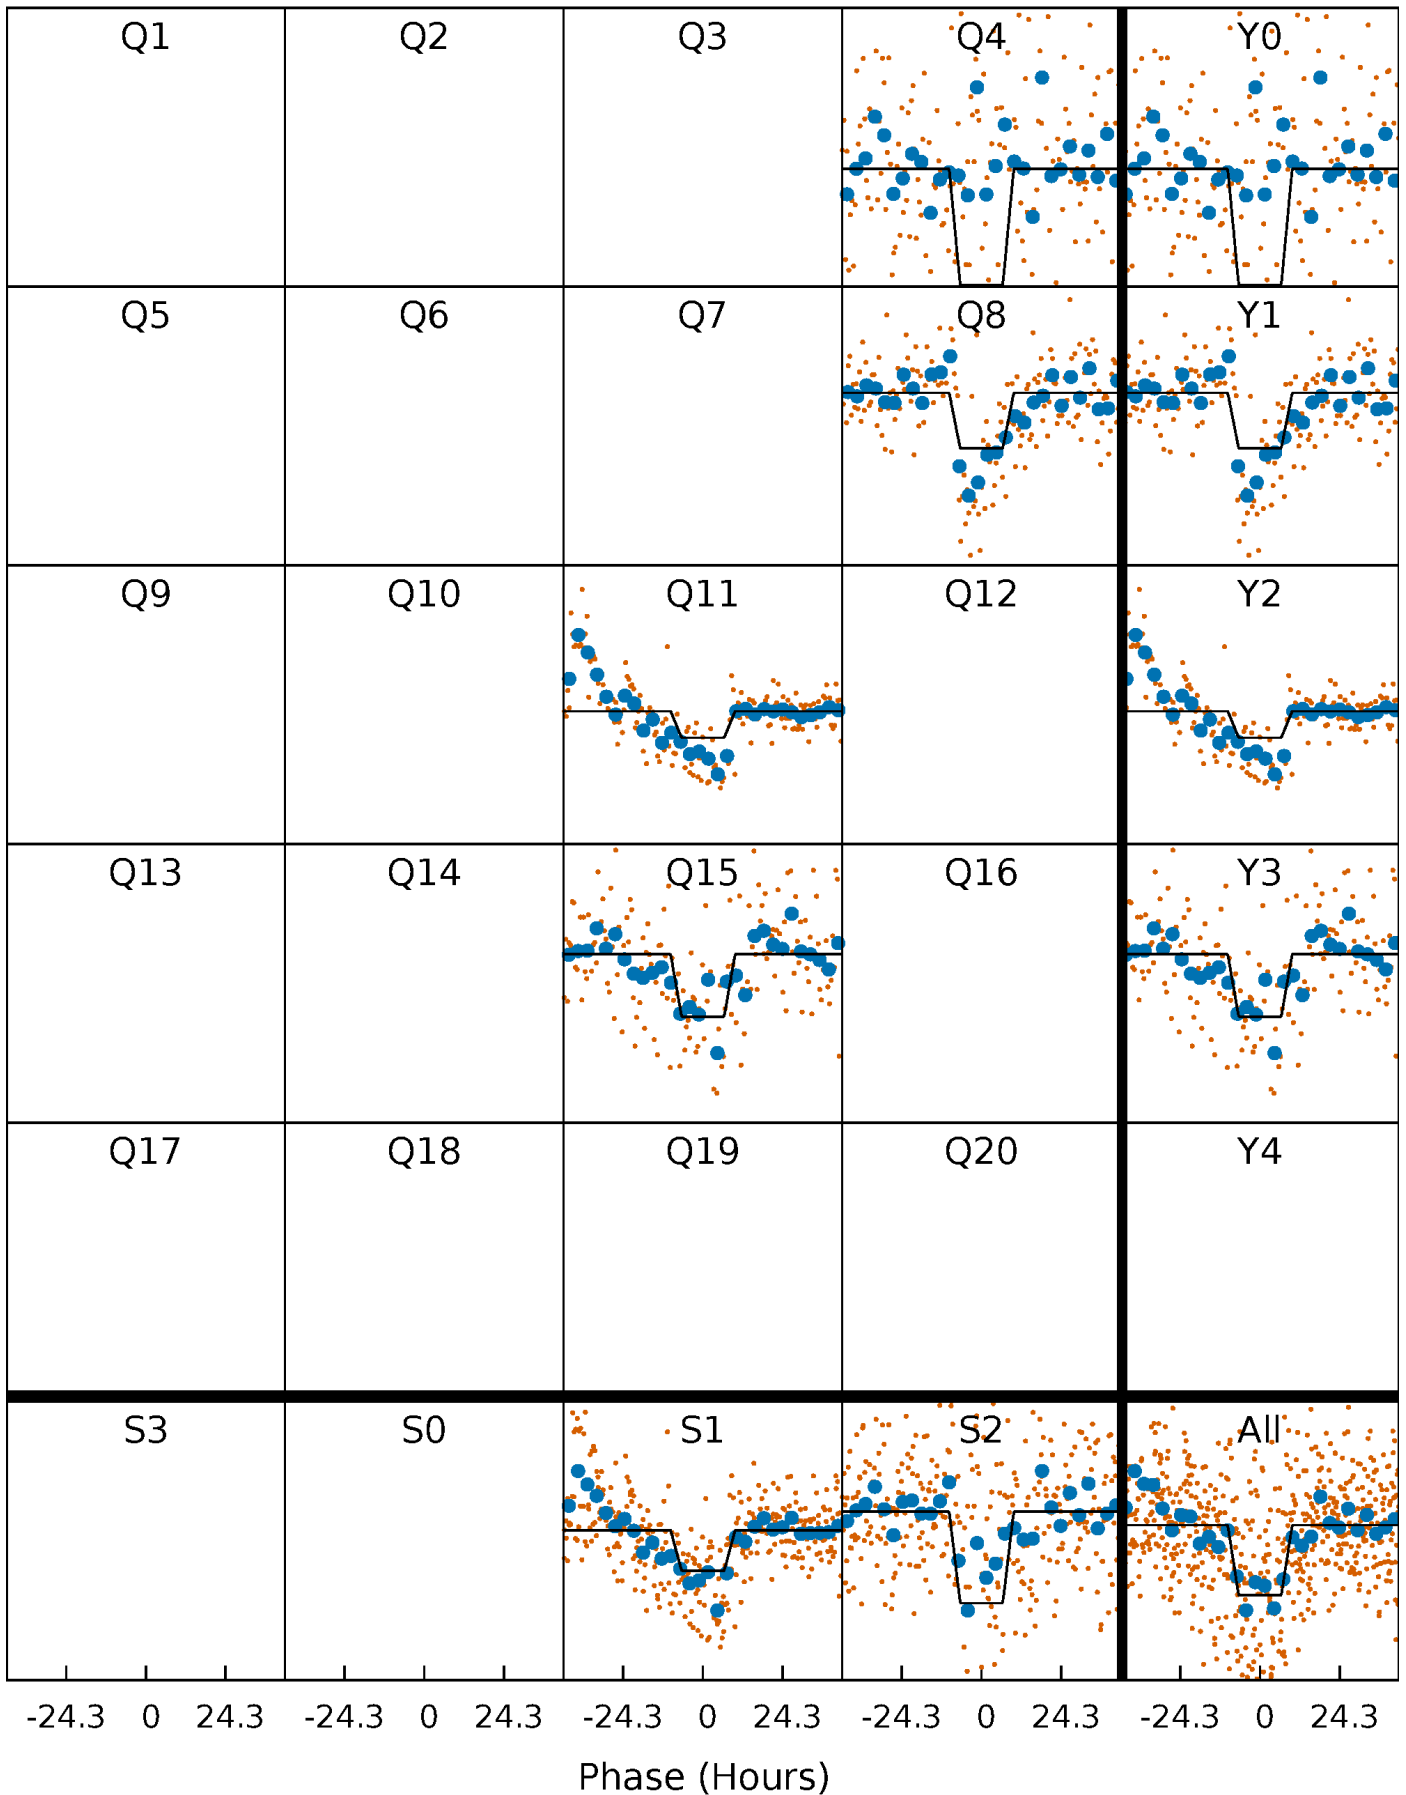 Q1 Q2 Q3 Q4 Y0
Q5 Q6 Q7 Q8 Y1
Q9 Q10 Q11 Q12 Y2
Q13 Q14 Q15 Q16 Y3
Q17 Q18 Q19 Q20 Y4
S3 S0 S1 S2 All
-24.3 0 24.3 -24.3 0 24.3 -24.3 0 24.3 -24.3 0 24.3 -24.3 0 24.3
Phase (Hours)